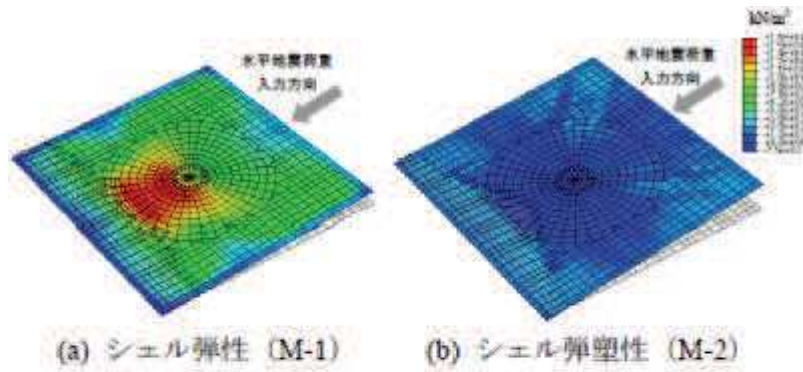 kN/m²
水平地震荷重
入力方向
水平地震荷重
入力方向
(a) シェル弾性 (M-1)
(b) シェル弾塑性 (M-2)